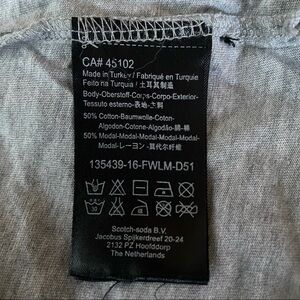 CA# 45102
Made in Turkey / Fabriqué en Turquie
Feito na Turquia / 土耳其制造
Body-Oberstoff-Corps-Corpo-Exterior-
Tessuto esterno-表地-主料
50% Cotton-Baumwolle-Coton-
Algodon-Cotone-Algodão-綿-棉
50% Modal-Modal-Modal-Modal-
Modal-レーヨン-莫代尔纤维
135439-16-FWLM-D51
30
Scotch-soda B.V.
Jacobus Spijkerdreef 20-24
2132 PZ Hoofddorp
The Netherlands